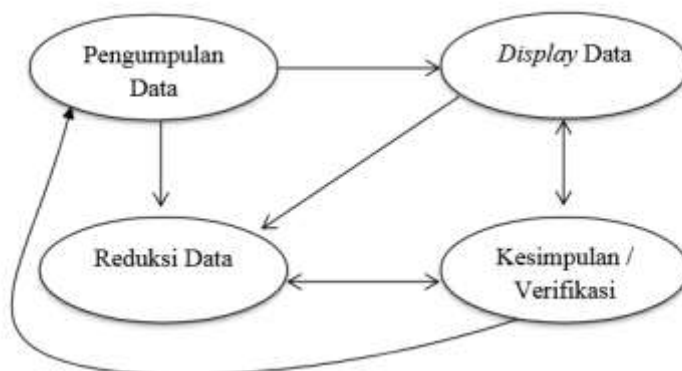 Pengumpulan
Data
Display Data
Reduksi Data
Kesimpulan /
Verifikasi